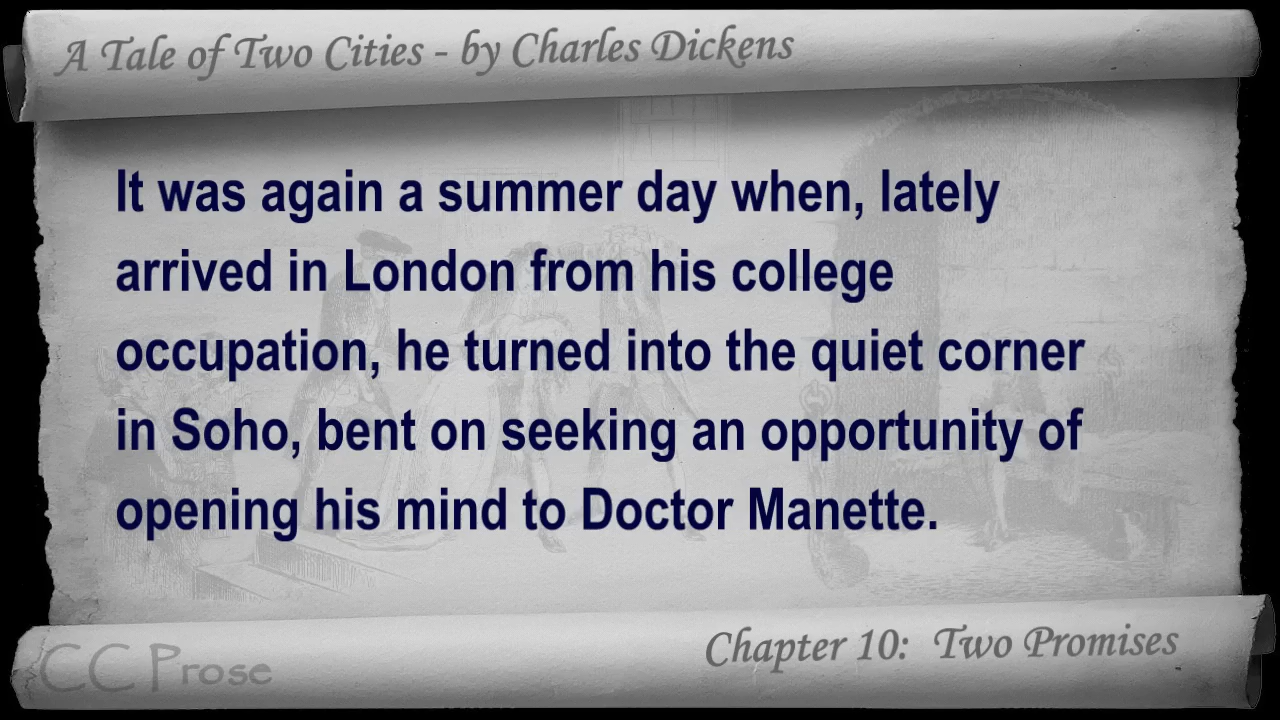 A Tale of Two Cities - by Charles Dickens
It was again a summer day when, lately
arrived in London from his college
occupation, he turned into the quiet corner
in Soho, bent on seeking an opportunity of
opening his mind to Doctor Manette.
Chapter 10: Two Promises
CC Prose